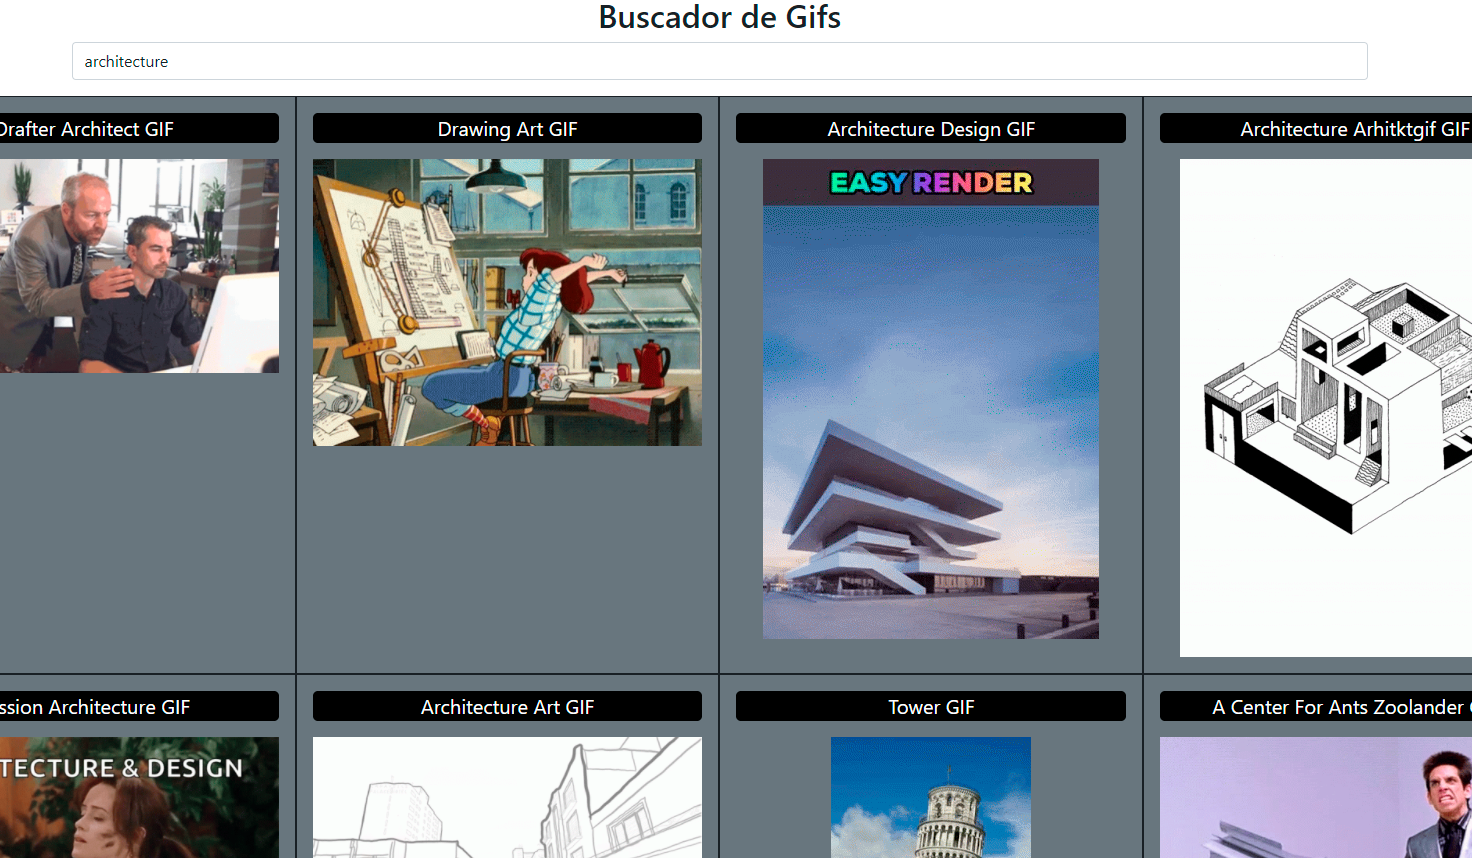 Buscador de Gifs
architecture
Drafter Architect GIF
Drawing Art GIF
Architecture Design GIF
Architecture Arhitktgif GIF
EASY RENDER
ssion Architecture GIF
Architecture Art GIF
Tower GIF
A Center For Ants Zoolander
TECTURE & DESIGN